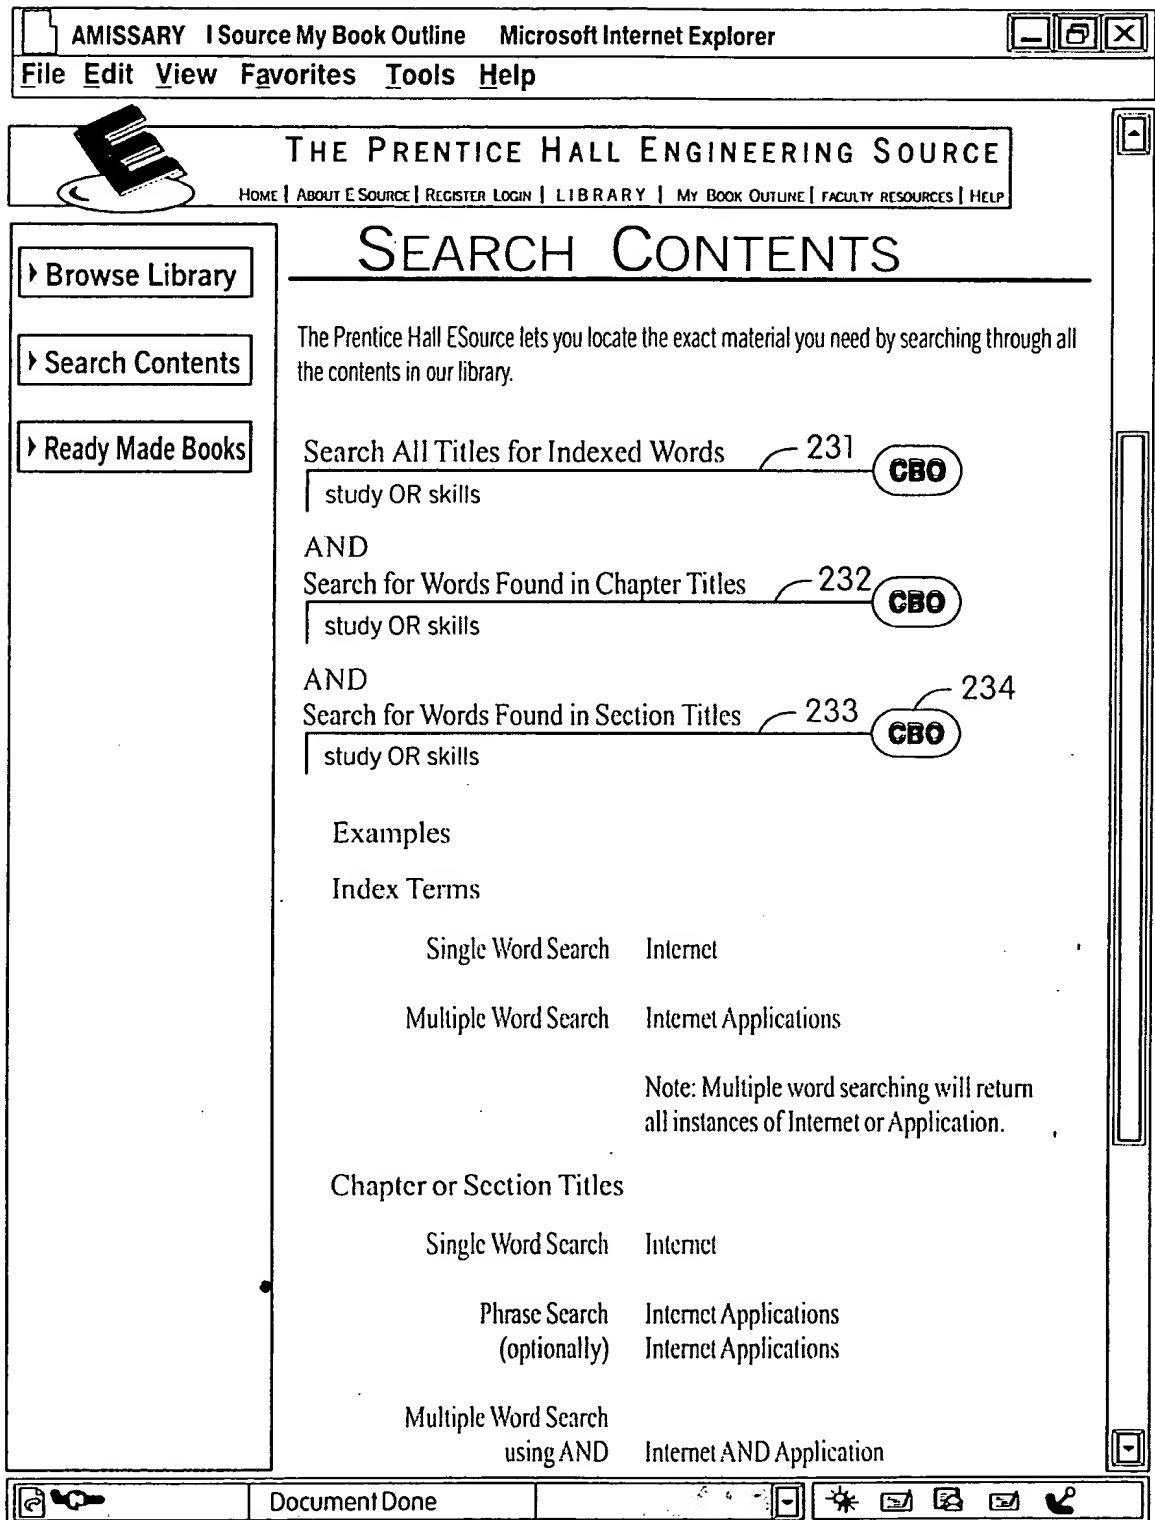 AMISSARY I Source My Book Outline Microsoft Internet Explorer
File Edit View Favorites Tools Help
E
THE PRENTICE HALL ENGINEERING SOURCE
HOME | ABOUT E SOURCE | REGISTER LOGIN | LIBRARY | MY BOOK OUTLINE | FACULTY RESOURCES | HELP
Browse Library
Search Contents
Ready Made Books
SEARCH CONTENTS
The Prentice Hall ESource lets you locate the exact material you need by searching through all
the contents in our library.
Search All Titles for Indexed Words 231 CBO
study OR skills
AND
Search for Words Found in Chapter Titles 232 CBO
study OR skills
AND
Search for Words Found in Section Titles 233 CBO 234
study OR skills
Examples
Index Terms
Single Word Search Internet
Multiple Word Search Internet Applications
Note: Multiple word searching will return
all instances of Internet or Application.
Chapter or Section Titles
Single Word Search Internet
Phrase Search Internet Applications
(optionally) Internet Applications
Multiple Word Search
using AND Internet AND Application
Document Done